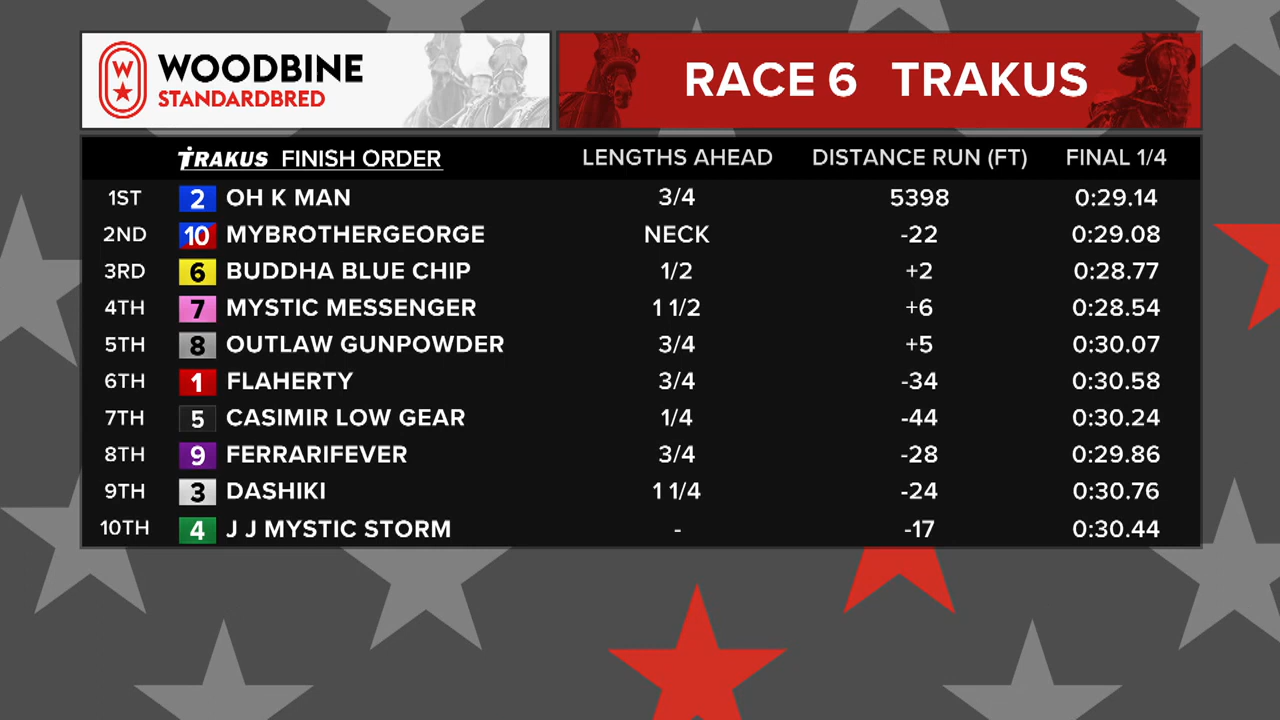 W
WOODBINE
STANDARDBRED
RACE 6 TRAKUS
TRAKUS FINISH ORDER LENGTHS AHEAD DISTANCE RUN (FT) FINAL 1/4
1ST 2 OH K MAN 3/4 5398 0:29.14
2ND 10 MYBROTHERGEORGE NECK -22 0:29.08
3RD 6 BUDDHA BLUE CHIP 1/2 +2 0:28.77
4TH 7 MYSTIC MESSENGER 1 1/2 +6 0:28.54
5TH 8 OUTLAW GUNPOWDER 3/4 +5 0:30.07
6TH 1 FLAHERTY 3/4 -34 0:30.58
7TH 5 CASIMIR LOW GEAR 1/4 -44 0:30.24
8TH 9 FERRARIFEVER 3/4 -28 0:29.86
9TH 3 DASHIKI 1 1/4 -24 0:30.76
10TH 4 J J MYSTIC STORM - -17 0:30.44